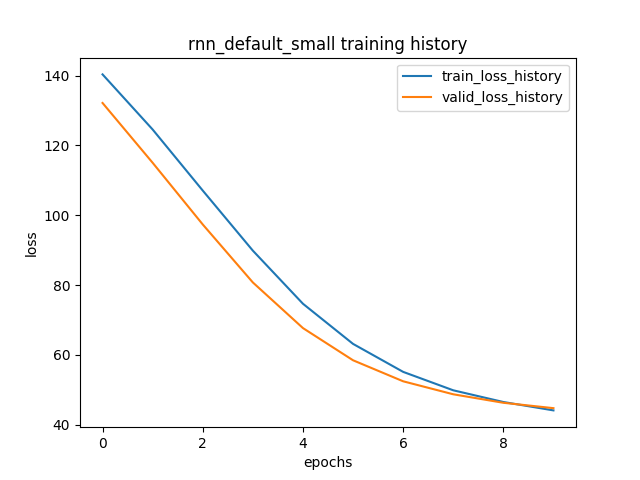 rnn_default_small training history
train_loss_history
valid_loss_history
140
120
100
80
60
40
loss
0 2 4 6 8
epochs